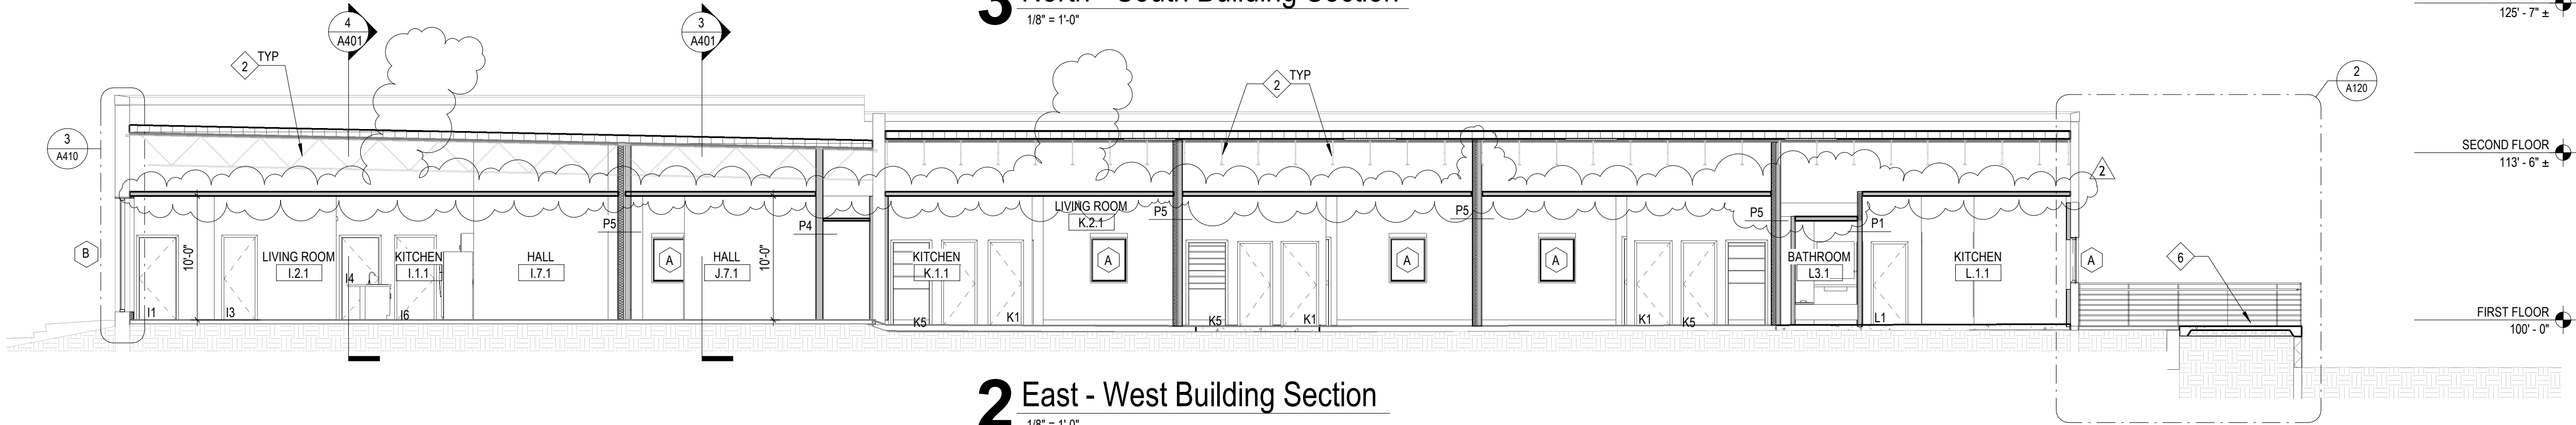 3 North - South Building Section
1/8" = 1'-0"
125' - 7" ±
4
A401
3
A401
2
TYP
2
TYP
2
A120
3
A410
SECOND FLOOR
113' - 6" ±
2
B
10'-0"
LIVING ROOM
I.2.1
KITCHEN
I.1.1
HALL
I.7.1
P5
A
HALL
J.7.1
10'-0"
P4
KITCHEN
K.1.1
LIVING ROOM
K.2.1
A
P5
A
P5
A
P5
BATHROOM
L3.1
P1
KITCHEN
L.1.1
A
6
I1
I3
I4
I6
K5
K1
K5
K1
K1
K5
L1
FIRST FLOOR
100' - 0"
2 East - West Building Section
1/8" = 1'-0"